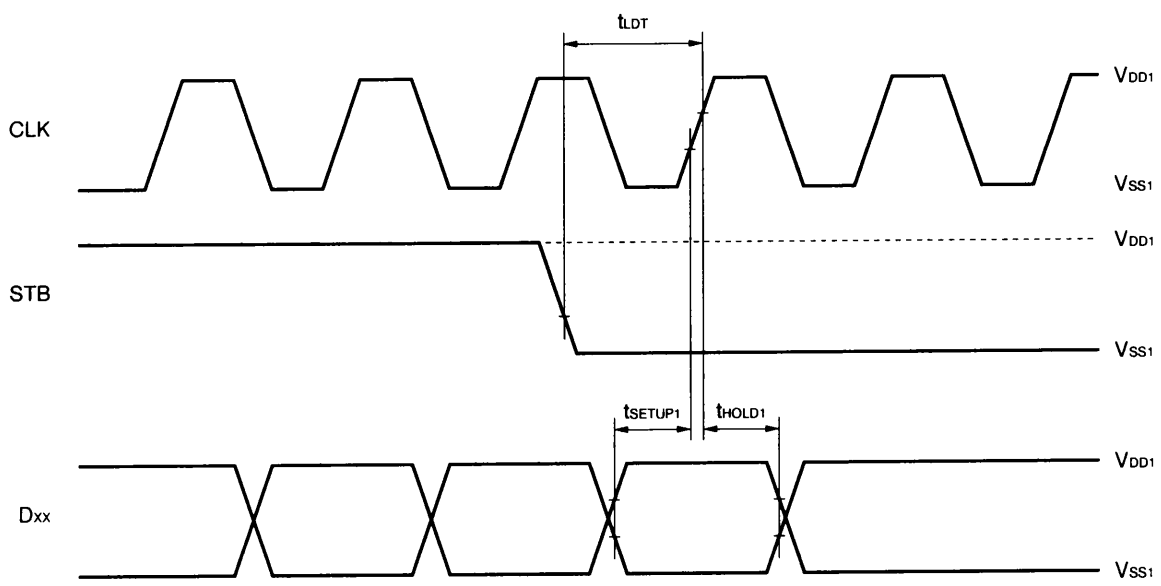 tLDT
CLK
VDD1
VSS1
VDD1
STB
VSS1
tSETUP1
tHOLD1
VDD1
Dxx
VSS1